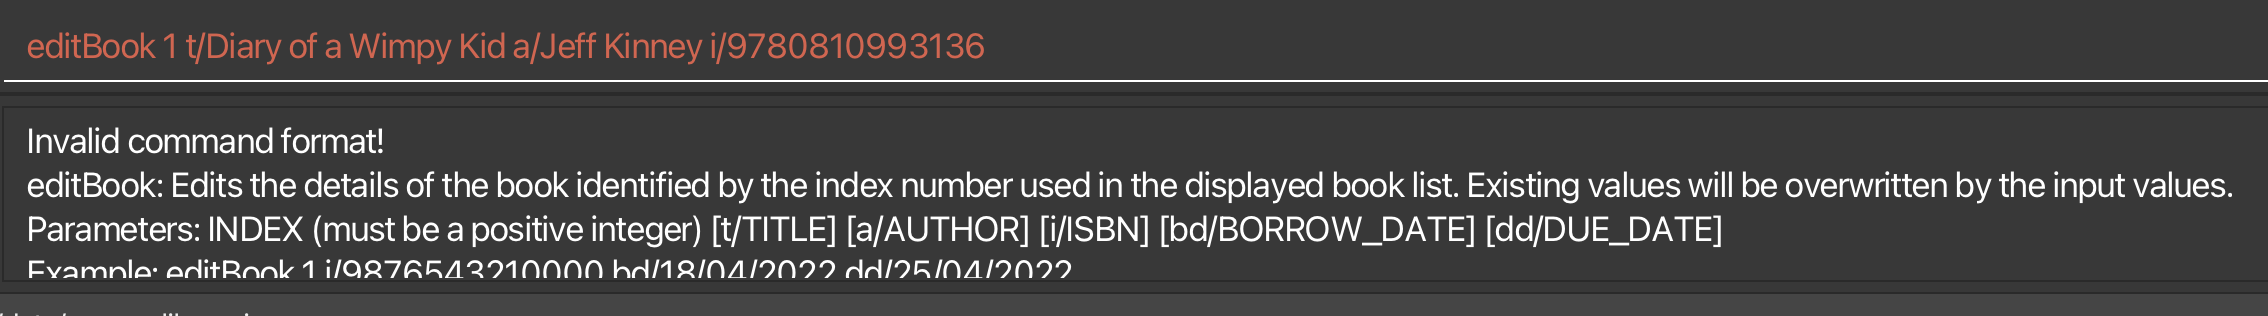 editBook 1 t/Diary of a Wimpy Kid a/Jeff Kinney i/9780810993136
Invalid command format!
editBook: Edits the details of the book identified by the index number used in the displayed book list. Existing values will be overwritten by the input values.
Parameters: INDEX (must be a positive integer) [t/TITLE] [a/AUTHOR] [i/ISBN] [bd/BORROW_DATE] [dd/DUE_DATE]
Example: editBook 1 i/9876543210000 bd/18/04/2022 dd/25/04/2022